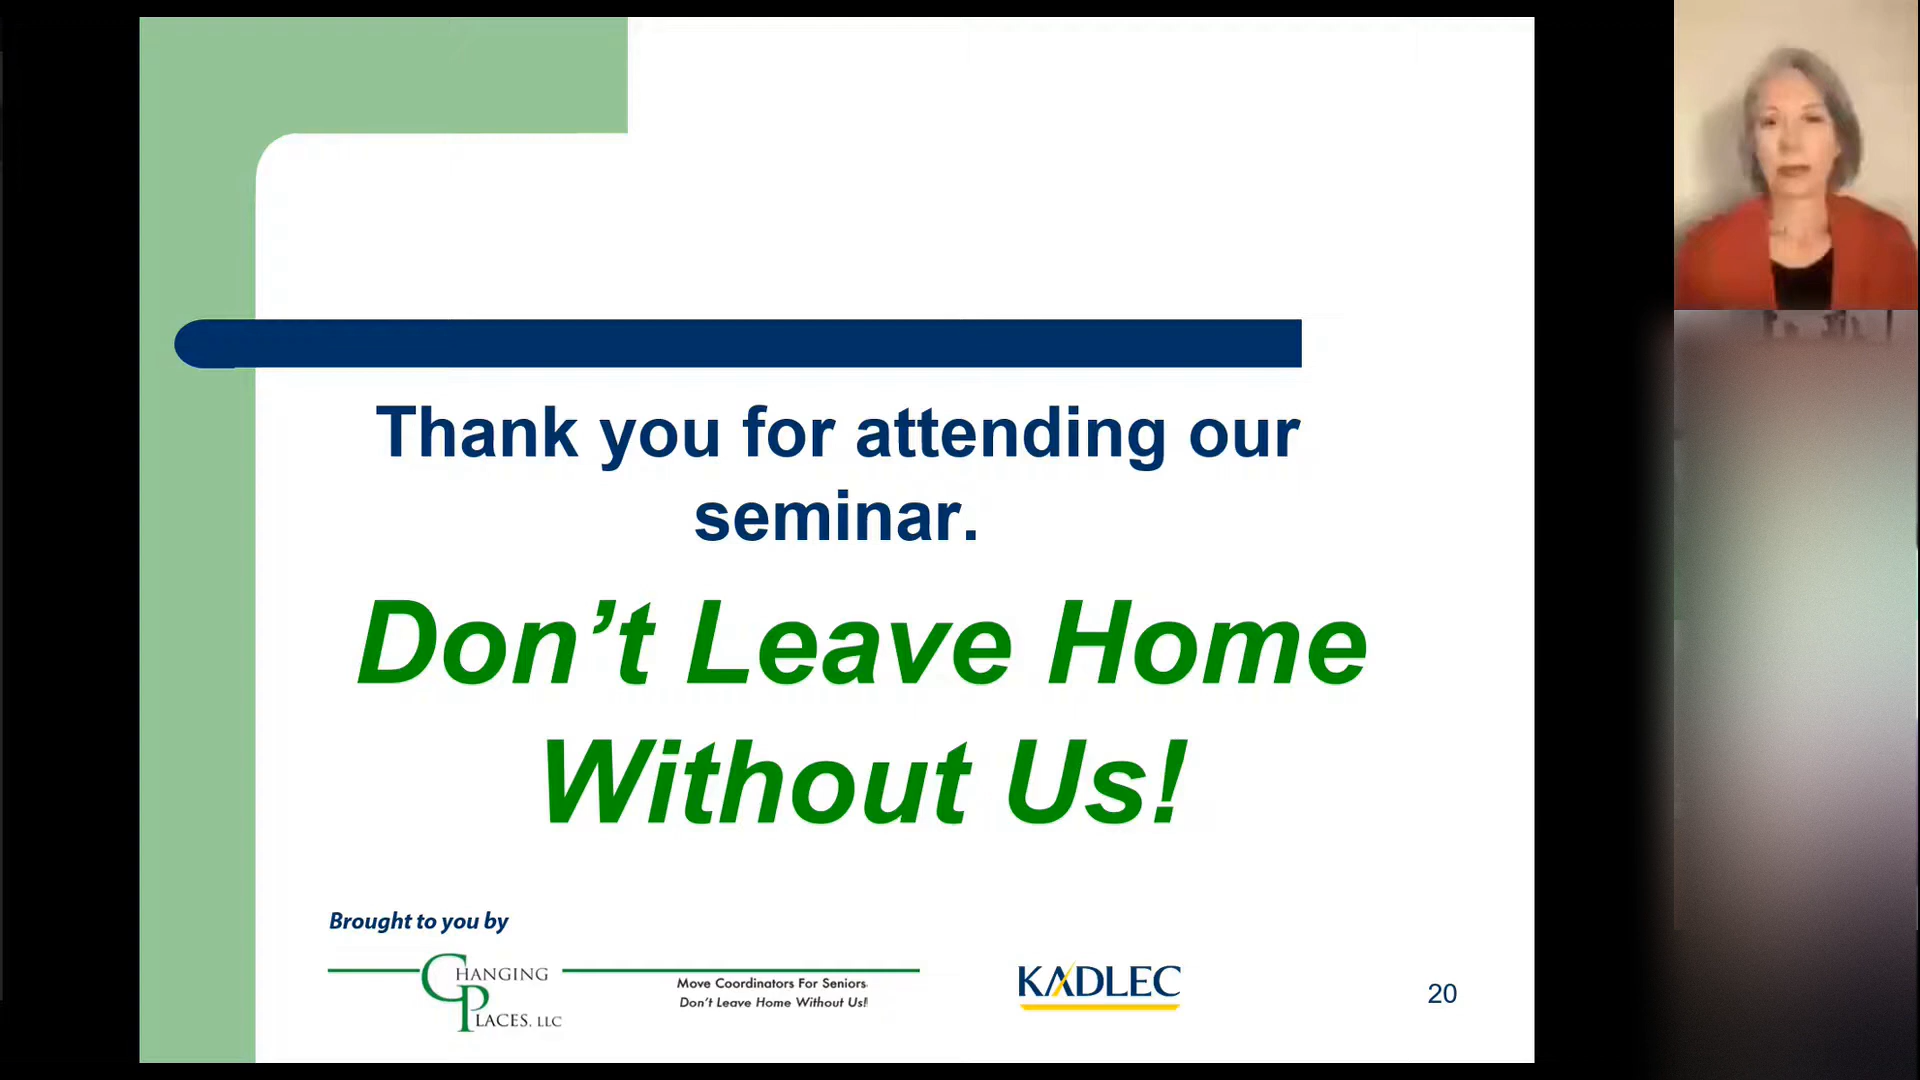 Thank you for attending our
seminar.
Don’t Leave Home
Without Us!
Brought to you by
CHANGING
PLACES, LLC
Move Coordinators For Seniors
Don’t Leave Home Without Us!
KADLEC
20